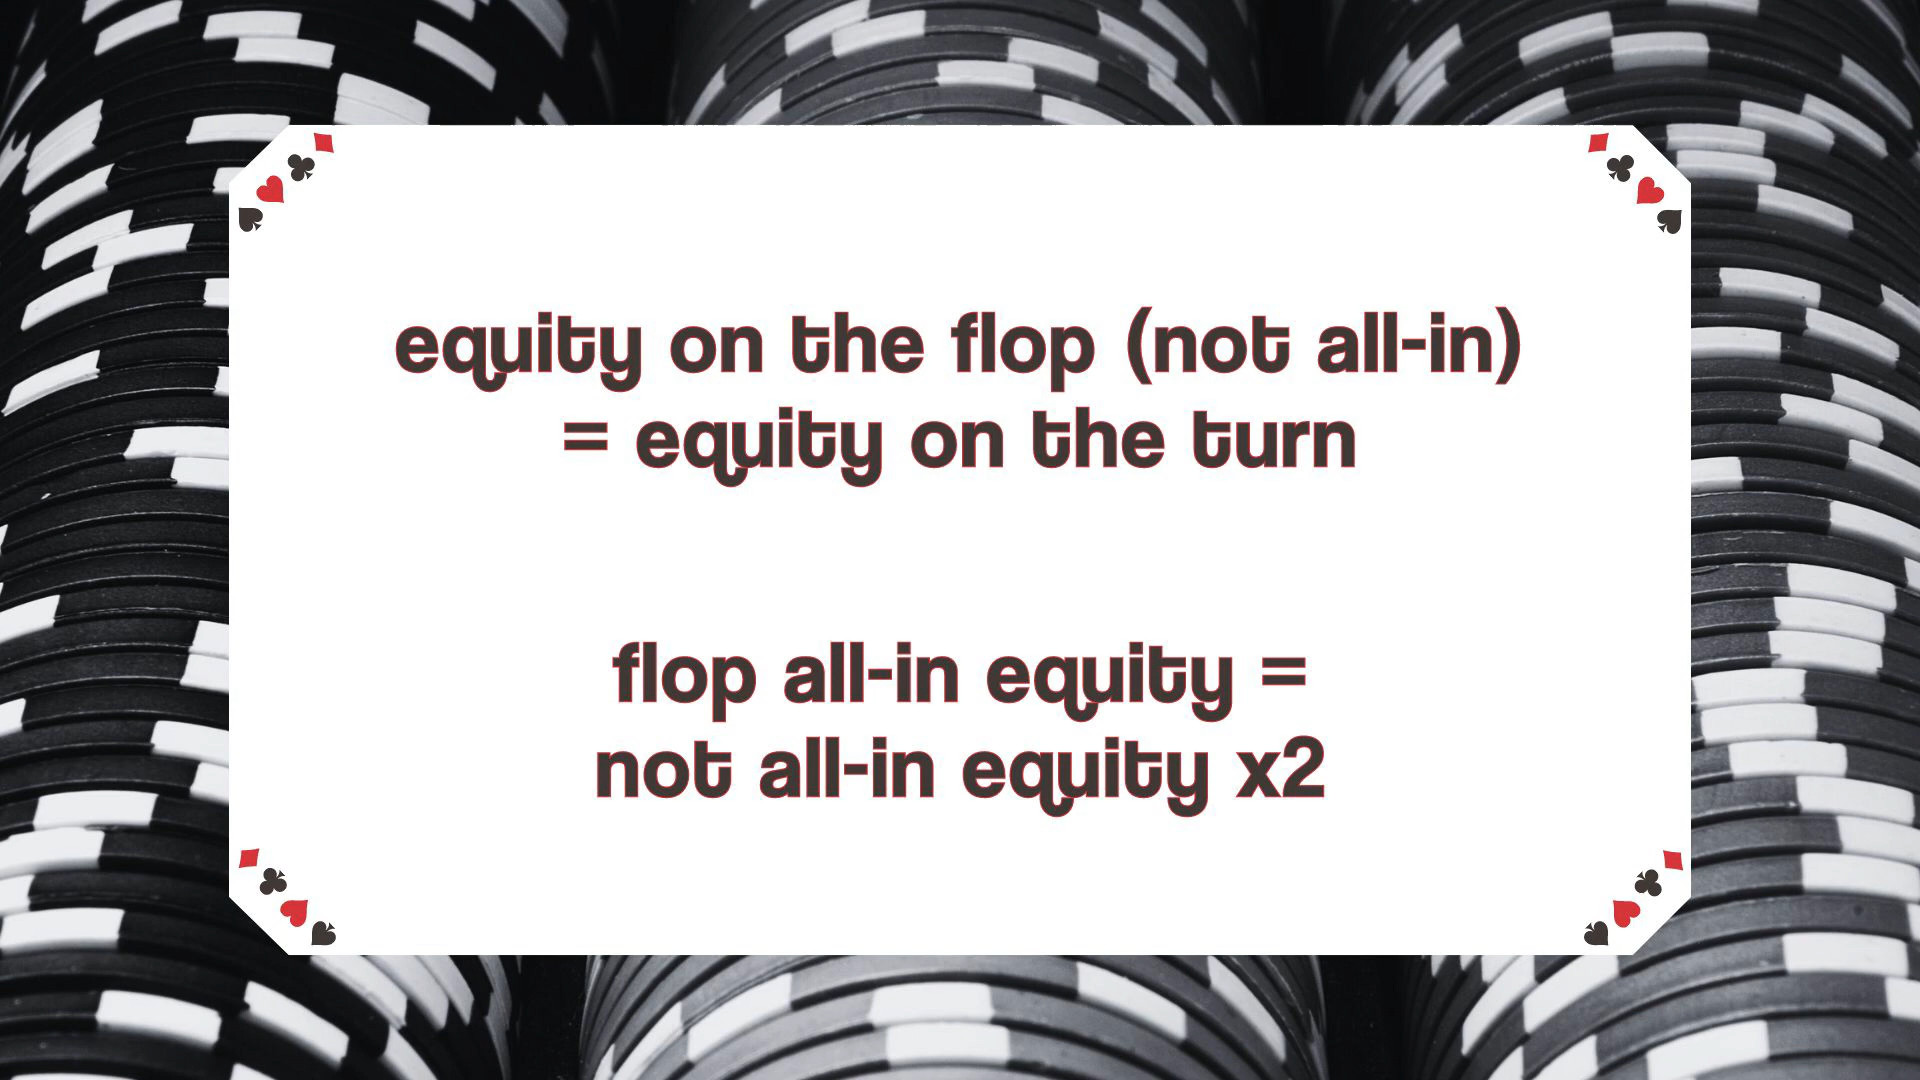 equity on the flop (not all-in)
= equity on the turn
flop all-in equity =
not all-in equity x2